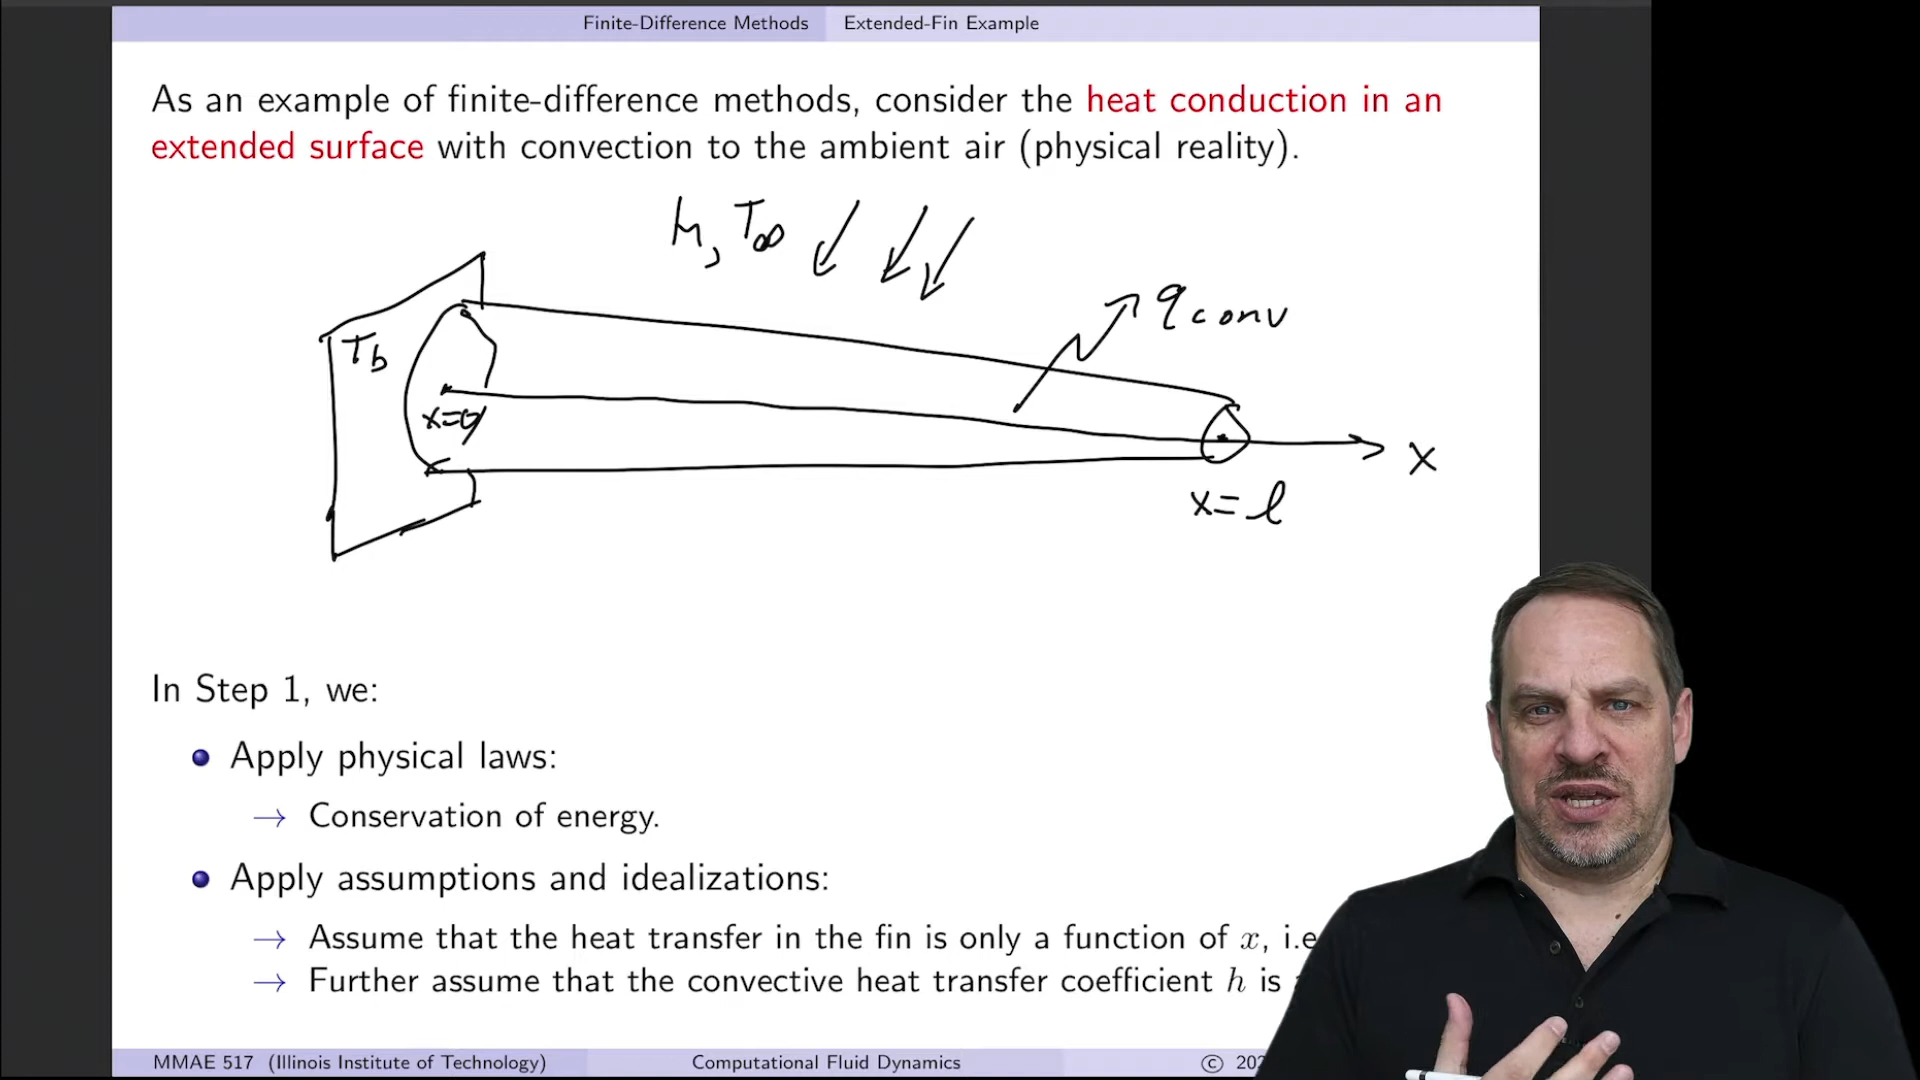 Finite-Difference Methods Extended-Fin Example
As an example of finite-difference methods, consider the heat conduction in an
extended surface with convection to the ambient air (physical reality).
h, T∞
q conv
Tb
x=0
x
x=l
In Step 1, we:
Apply physical laws:
→ Conservation of energy.
Apply assumptions and idealizations:
→ Assume that the heat transfer in the fin is only a function of x, i.e
→ Further assume that the convective heat transfer coefficient h is
MMAE 517 (Illinois Institute of Technology) Computational Fluid Dynamics ©